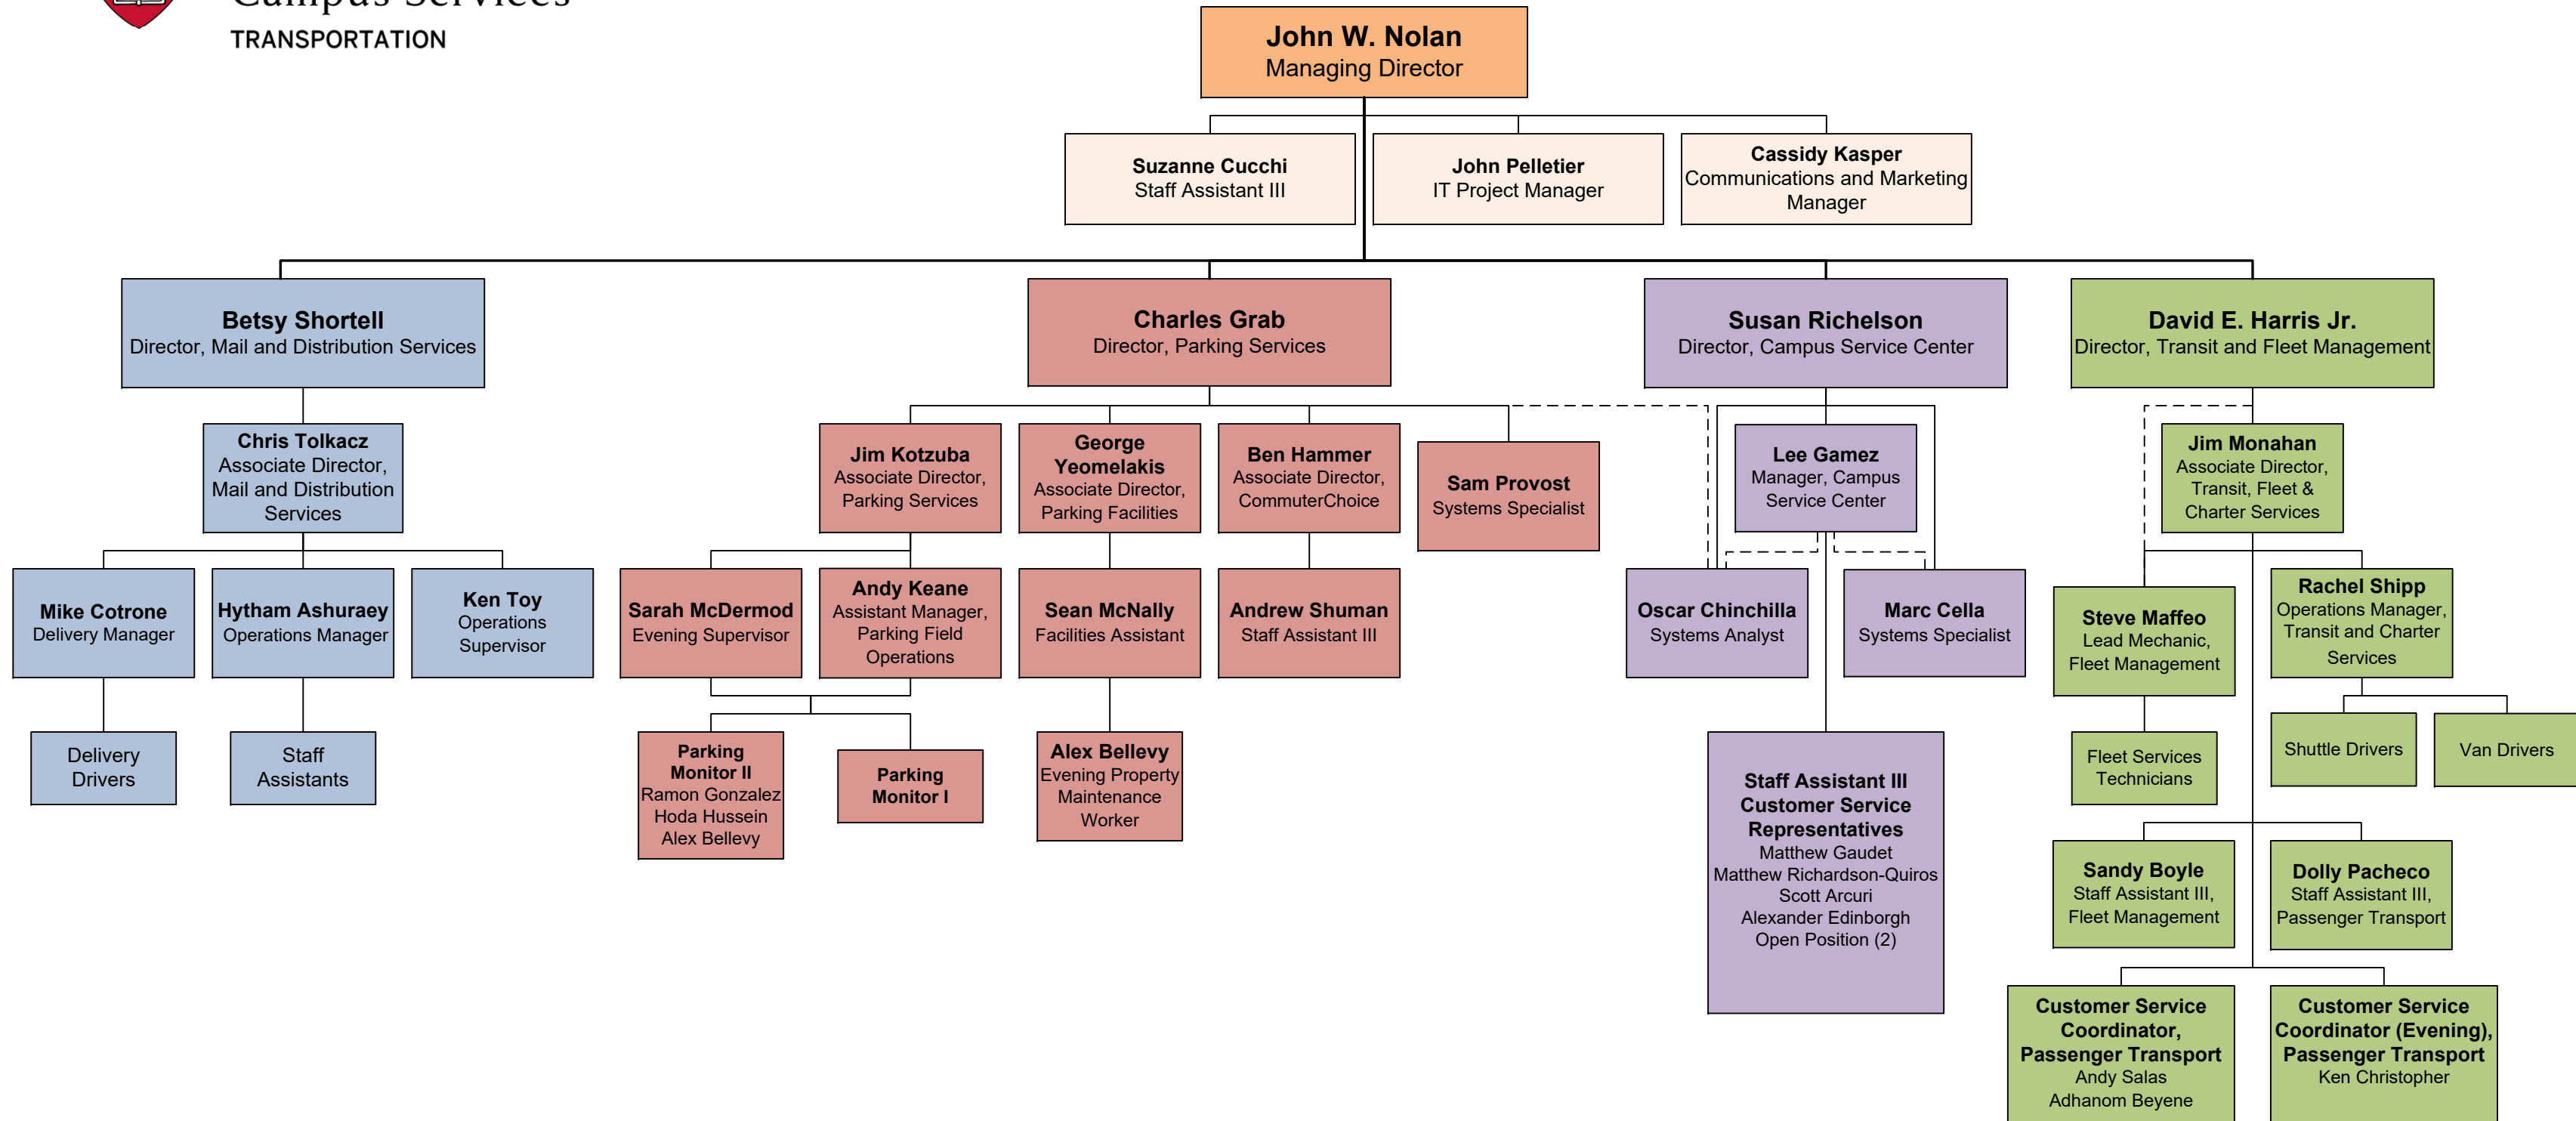 Campus Services
TRANSPORTATION
John W. Nolan
Managing Director
Suzanne Cucchi
Staff Assistant III
John Pelletier
IT Project Manager
Cassidy Kasper
Communications and Marketing
Manager
Betsy Shortell
Director, Mail and Distribution Services
Charles Grab
Director, Parking Services
Susan Richelson
Director, Campus Service Center
David E. Harris Jr.
Director, Transit and Fleet Management
Chris Tolkacz
Associate Director,
Mail and Distribution
Services
Jim Kotzuba
Associate Director,
Parking Services
George
Yeomelakis
Associate Director,
Parking Facilities
Ben Hammer
Associate Director,
CommuterChoice
Sam Provost
Systems Specialist
Lee Gamez
Manager, Campus
Service Center
Jim Monahan
Associate Director,
Transit, Fleet &
Charter Services
Mike Cotrone
Delivery Manager
Hytham Ashuraey
Operations Manager
Ken Toy
Operations
Supervisor
Sarah McDermod
Evening Supervisor
Andy Keane
Assistant Manager,
Parking Field
Operations
Sean McNally
Facilities Assistant
Andrew Shuman
Staff Assistant III
Oscar Chinchilla
Systems Analyst
Marc Cella
Systems Specialist
Steve Maffeo
Lead Mechanic,
Fleet Management
Rachel Shipp
Operations Manager,
Transit and Charter
Services
Delivery
Drivers
Staff
Assistants
Parking
Monitor II
Ramon Gonzalez
Hoda Hussein
Alex Bellevy
Parking
Monitor I
Alex Bellevy
Evening Property
Maintenance
Worker
Staff Assistant III
Customer Service
Representatives
Matthew Gaudet
Matthew Richardson-Quiros
Scott Arcuri
Alexander Edinborgh
Open Position (2)
Fleet Services
Technicians
Shuttle Drivers
Van Drivers
Sandy Boyle
Staff Assistant III,
Fleet Management
Dolly Pacheco
Staff Assistant III,
Passenger Transport
Customer Service
Coordinator,
Passenger Transport
Andy Salas
Adhanom Beyene
Customer Service
Coordinator (Evening),
Passenger Transport
Ken Christopher